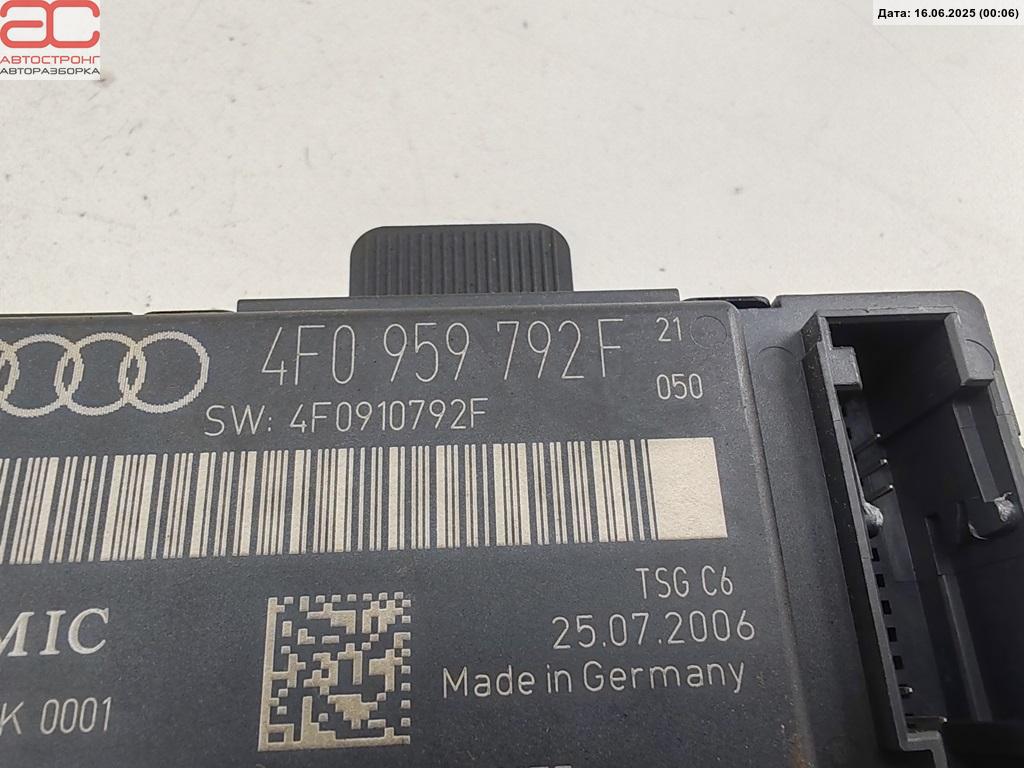 Дата: 16.06.2025 (00:06)
АС
АВТОСТРОНГ
АВТОРАЗБОРКА
4F0 959 792F 21
050
SW: 4F0910792F
TSG C6
25.07.2006
MIC
Made in Germany
K 0001